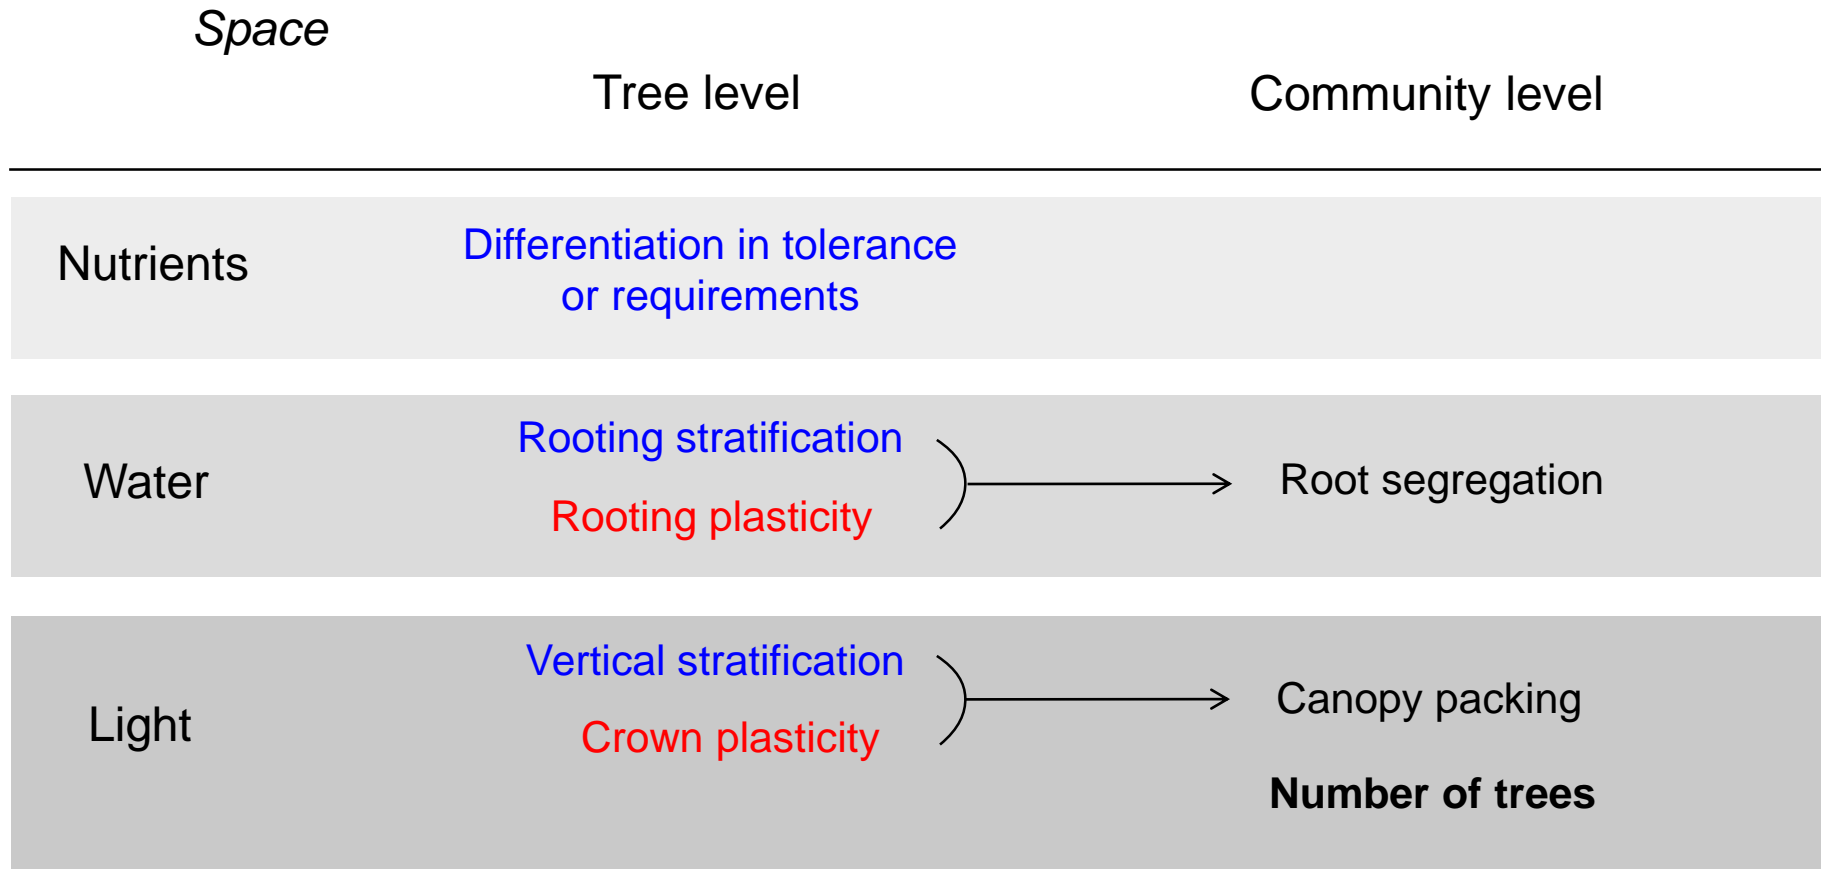 Space
Tree level
Community level
Nutrients
Differentiation in tolerance
or requirements
Water
Rooting stratification
Rooting plasticity
Root segregation
Light
Vertical stratification
Crown plasticity
Canopy packing
Number of trees